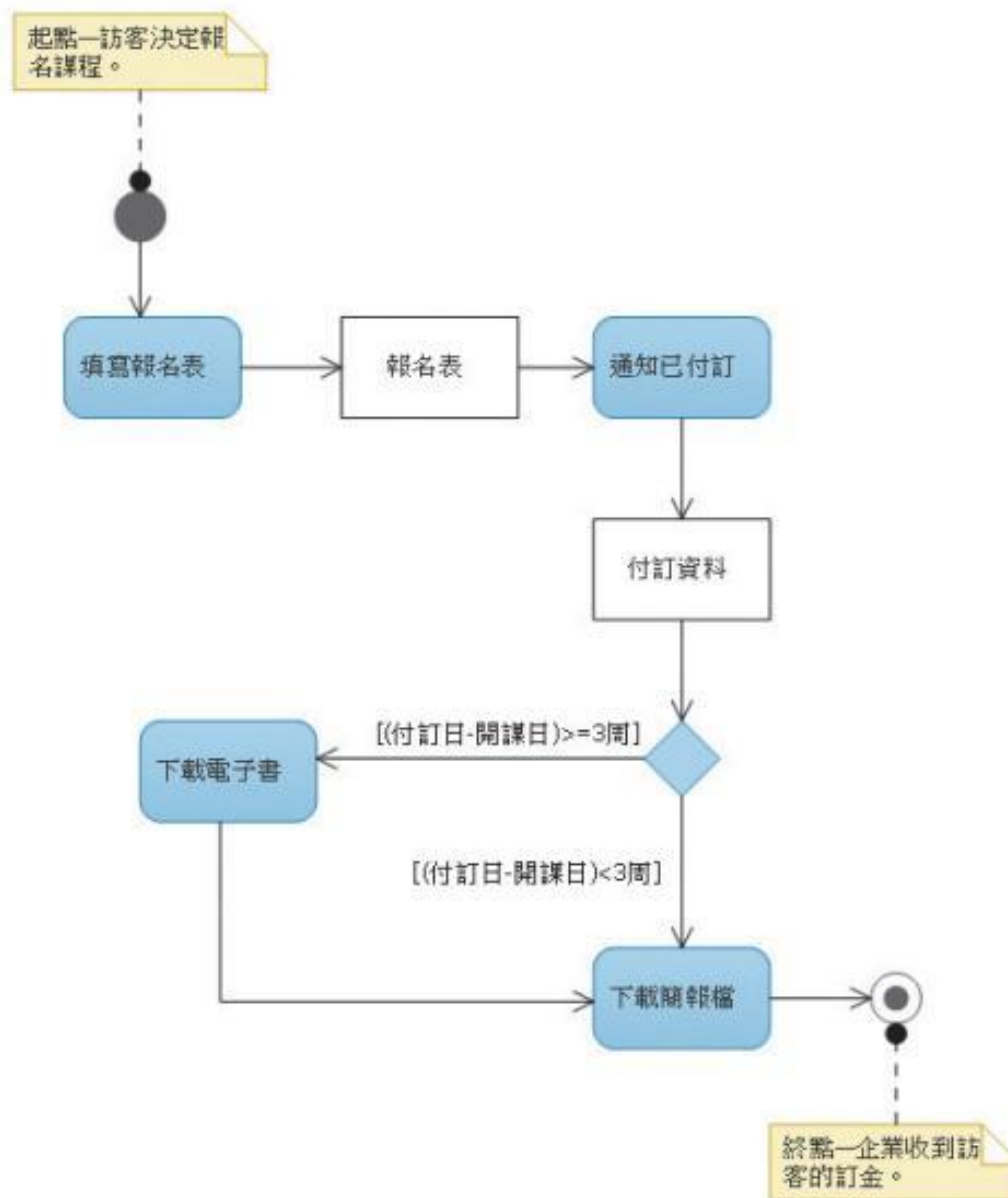 起點—訪客決定報
名課程。
填寫報名表
報名表
通知已付訂
付訂資料
[(付訂日-開課日)>=3周]
下載電子書
[(付訂日-開課日)<3周]
下載簡報檔
終點—企業收到訪
客的訂金。